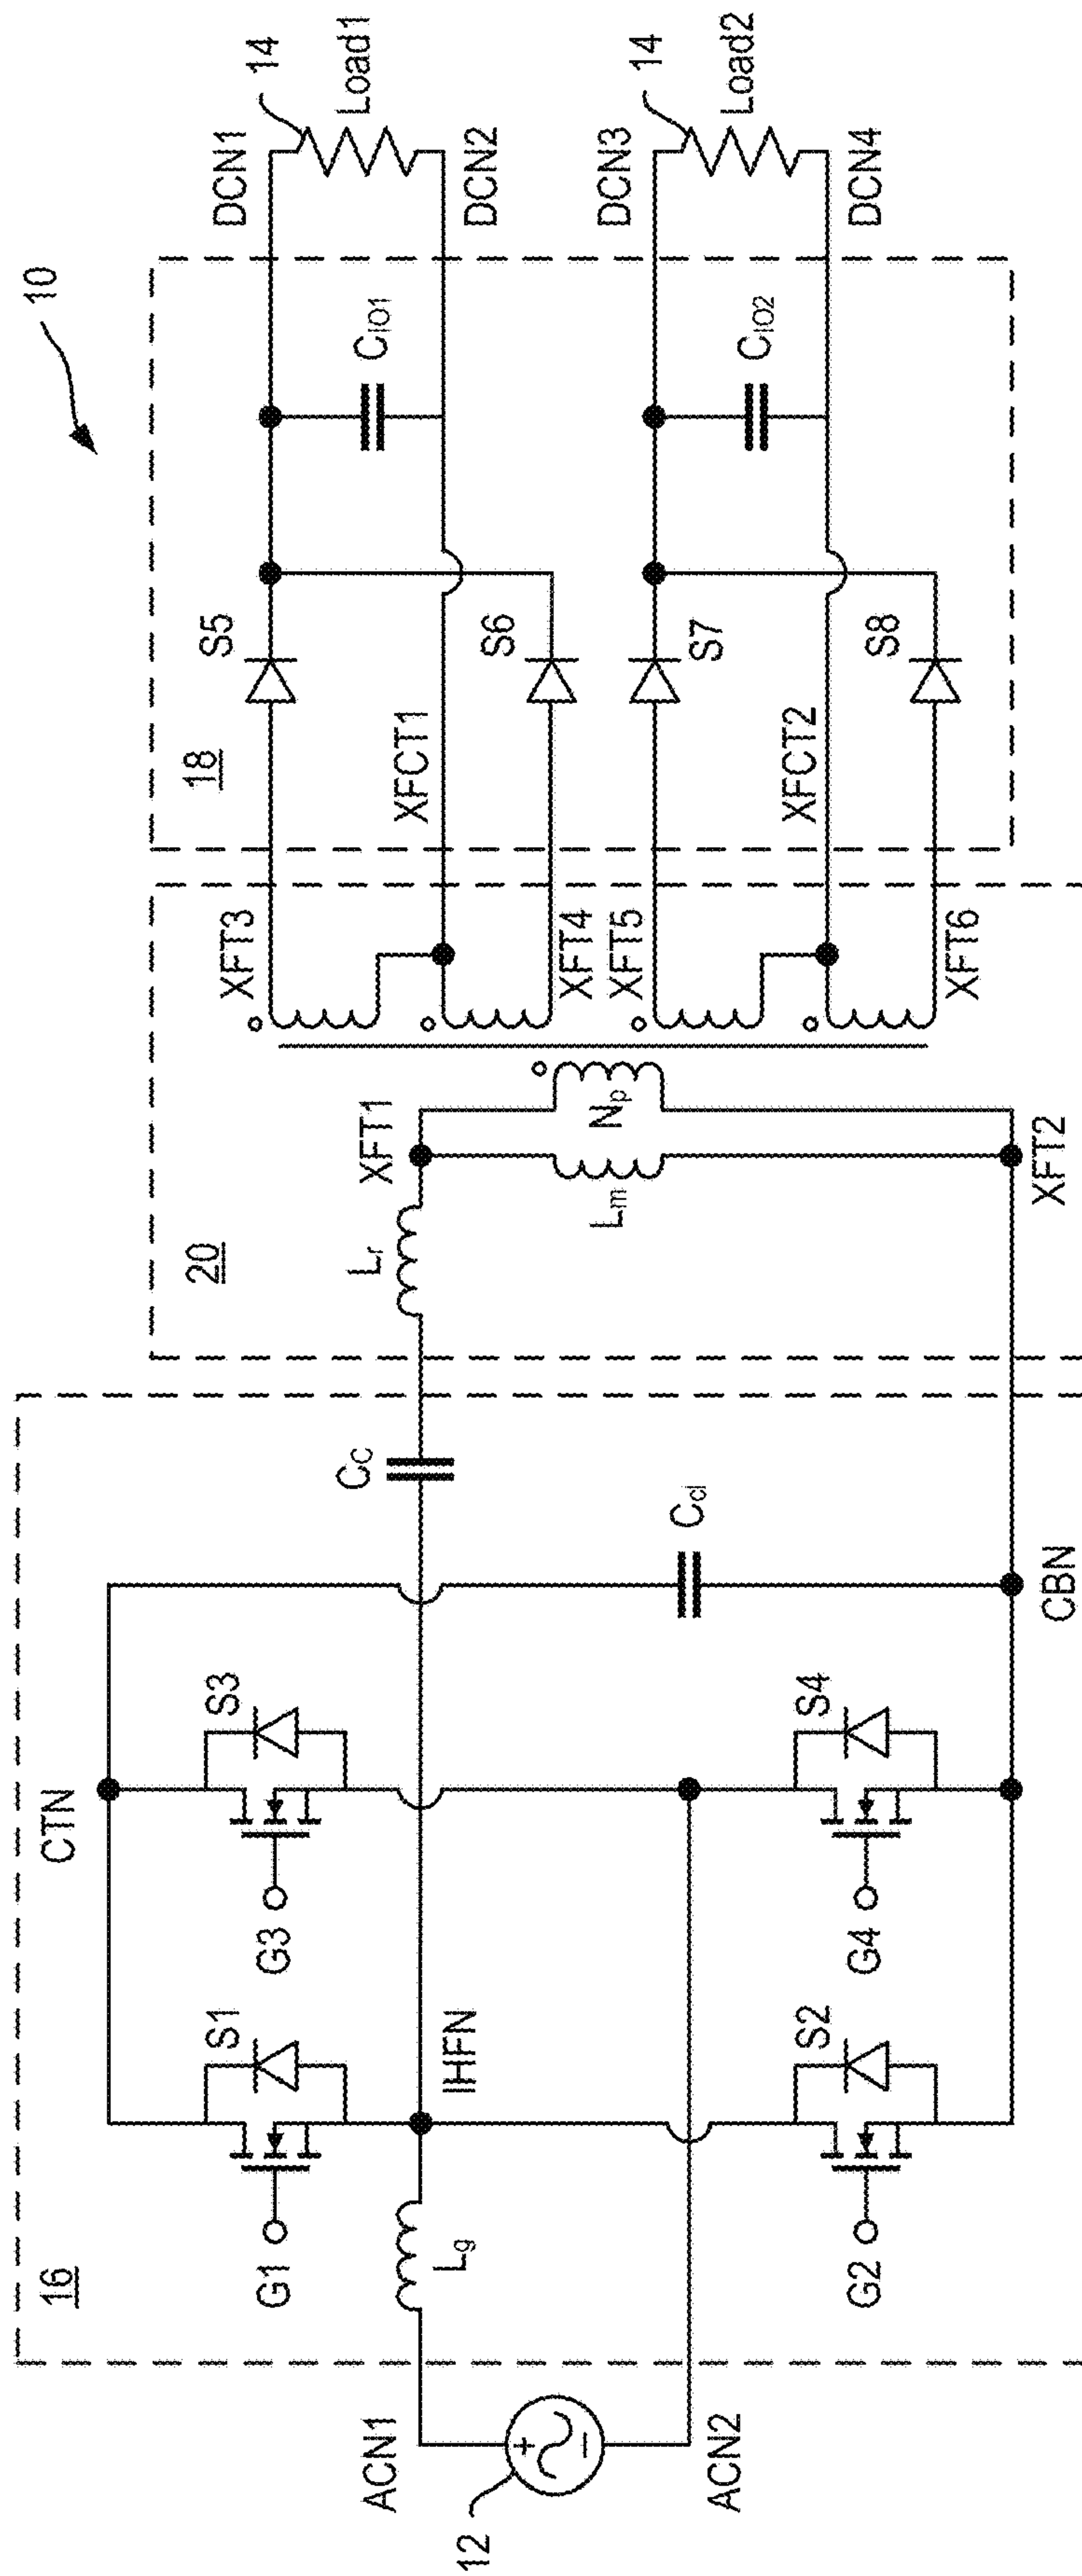 10
16
20
18
12
ACN1
ACN2
+
−
Lg
IHFN
G1
S1
G2
S2
G3
S3
G4
S4
CTN
CBN
Ccl
CC
Lr
XFT1
Lm
Np
XFT2
XFT3
XFCT1
XFT4
XFT5
XFCT2
XFT6
S5
S6
S7
S8
CIO1
CIO2
DCN1
14
Load1
DCN2
DCN3
14
Load2
DCN4